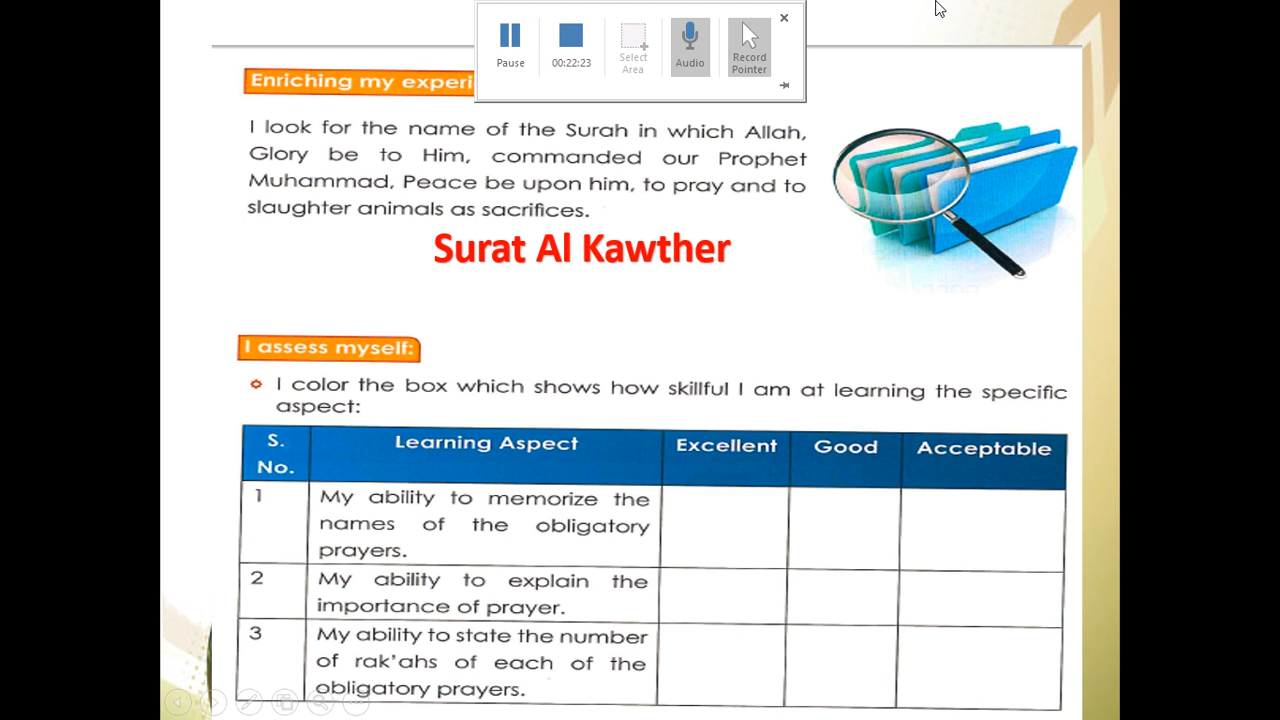 Pause
00:22:23
Select
Area
Audio
Record
Pointer
Enriching my experi
I look for the name of the Surah in which Allah,
Glory be to Him, commanded our Prophet
Muhammad, Peace be upon him, to pray and to
slaughter animals as sacrifices.
Surat Al Kawther
I assess myself:
I color the box which shows how skillful I am at learning the specific
aspect:
S. No. Learning Aspect Excellent Good Acceptable
1 My ability to memorize the
names of the obligatory
prayers.
2 My ability to explain the
importance of prayer.
3 My ability to state the number
of rak'ahs of each of the
obligatory prayers.